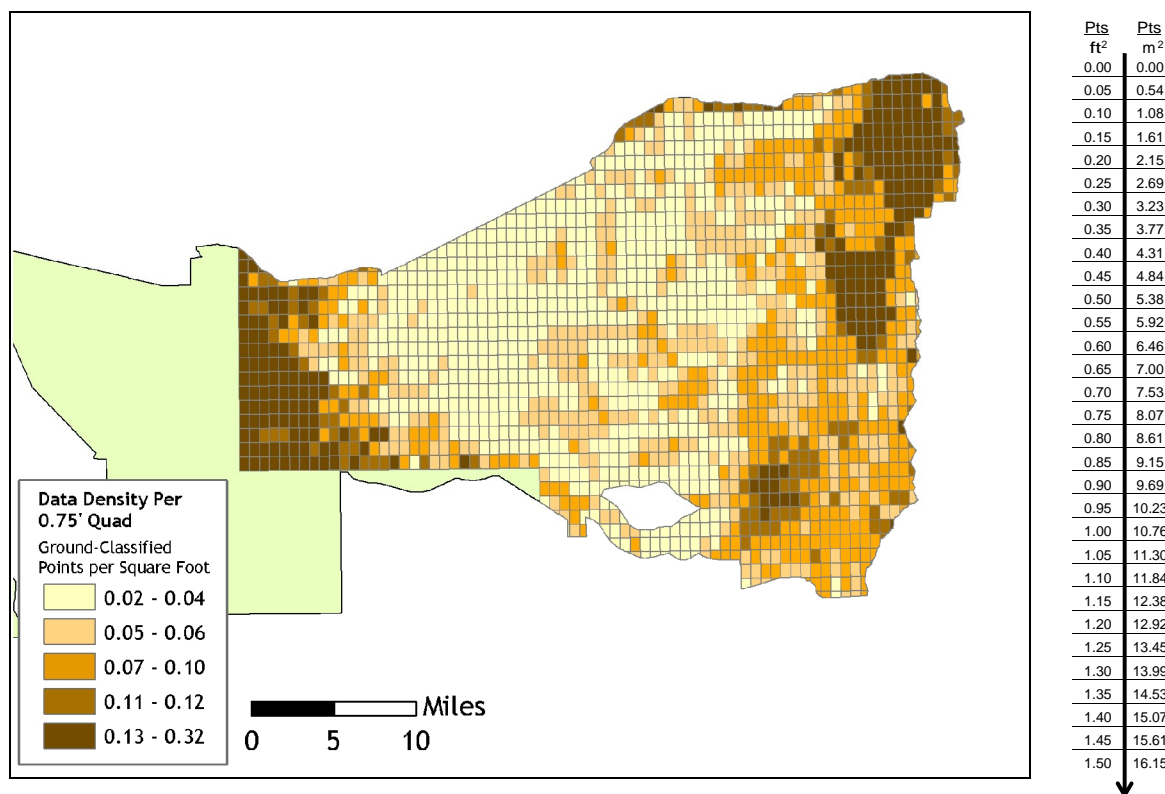 Pts Pts
ft² m²
0.00 0.00
0.05 0.54
0.10 1.08
0.15 1.61
0.20 2.15
0.25 2.69
0.30 3.23
0.35 3.77
0.40 4.31
0.45 4.84
0.50 5.38
0.55 5.92
0.60 6.46
0.65 7.00
0.70 7.53
0.75 8.07
0.80 8.61
0.85 9.15
0.90 9.69
0.95 10.23
1.00 10.76
1.05 11.30
1.10 11.84
1.15 12.38
1.20 12.92
1.25 13.45
1.30 13.99
1.35 14.53
1.40 15.07
1.45 15.61
1.50 16.15
Data Density Per
0.75' Quad
Ground-Classified
Points per Square Foot
0.02 - 0.04
0.05 - 0.06
0.07 - 0.10
0.11 - 0.12
0.13 - 0.32
Miles
0 5 10